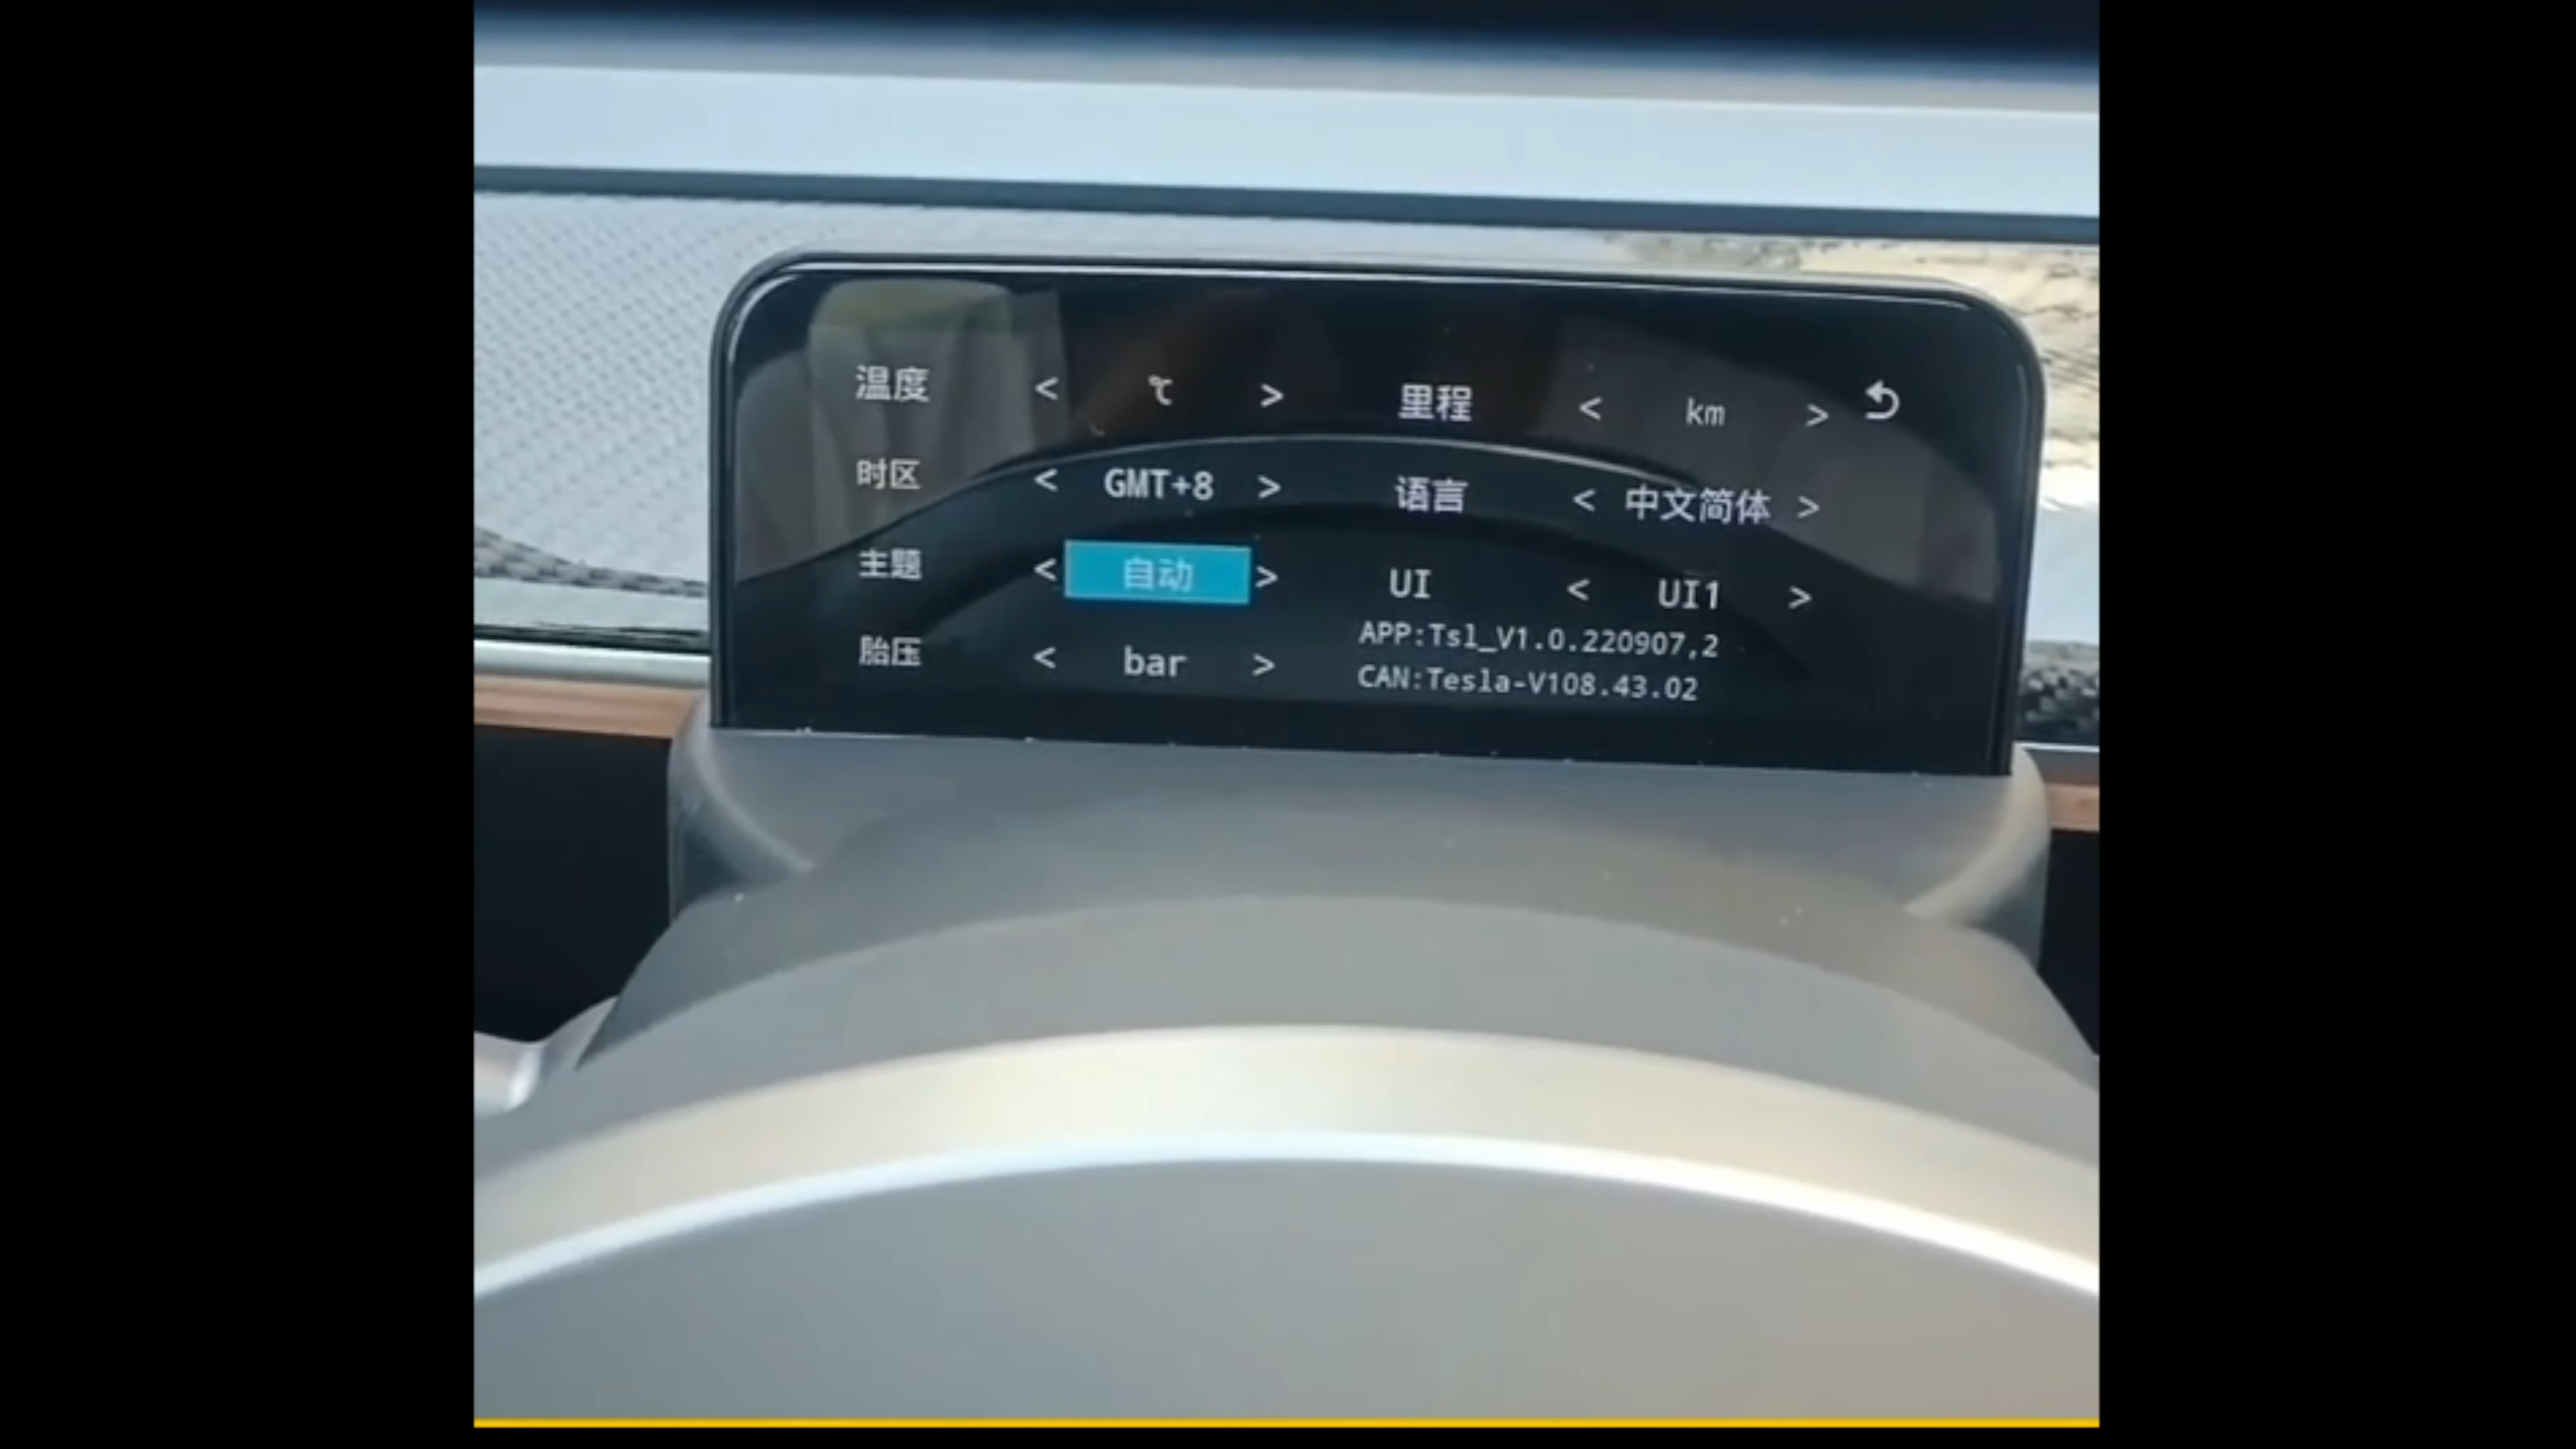 温度 < ℃ > 里程 < km >
时区 < GMT+8 > 语言 < 中文简体 >
主题 < 自动 > UI < UI1 >
胎压 < bar > APP:Tsl_V1.0.220907,2
CAN:Tesla-V108.43.02